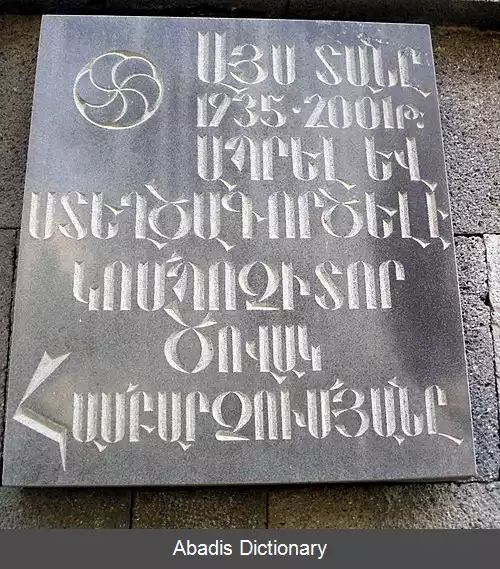 ԱՅՍ ՏԱՆԸ
1935-2001Թ.
ԱՊՐԵԼ ԵՎ
ՍՏԵՂԾԱԳՈՐԾԵԼ Է
ԿՈՄՊՈԶԻՏՈՐ
ԾՈՎԱԿ
ՀԱՄԲԱՐՁՈՒՄՅԱՆԸ
Abadis Dictionary